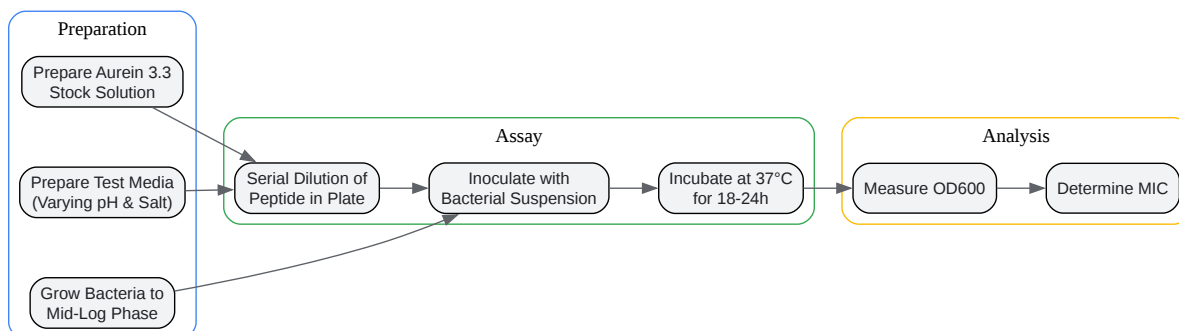 Preparation
Prepare Aurein 3.3
Stock Solution
Prepare Test Media
(Varying pH & Salt)
Grow Bacteria to
Mid-Log Phase
Assay
Serial Dilution of
Peptide in Plate
Inoculate with
Bacterial Suspension
Incubate at 37°C
for 18-24h
Analysis
Measure OD600
Determine MIC